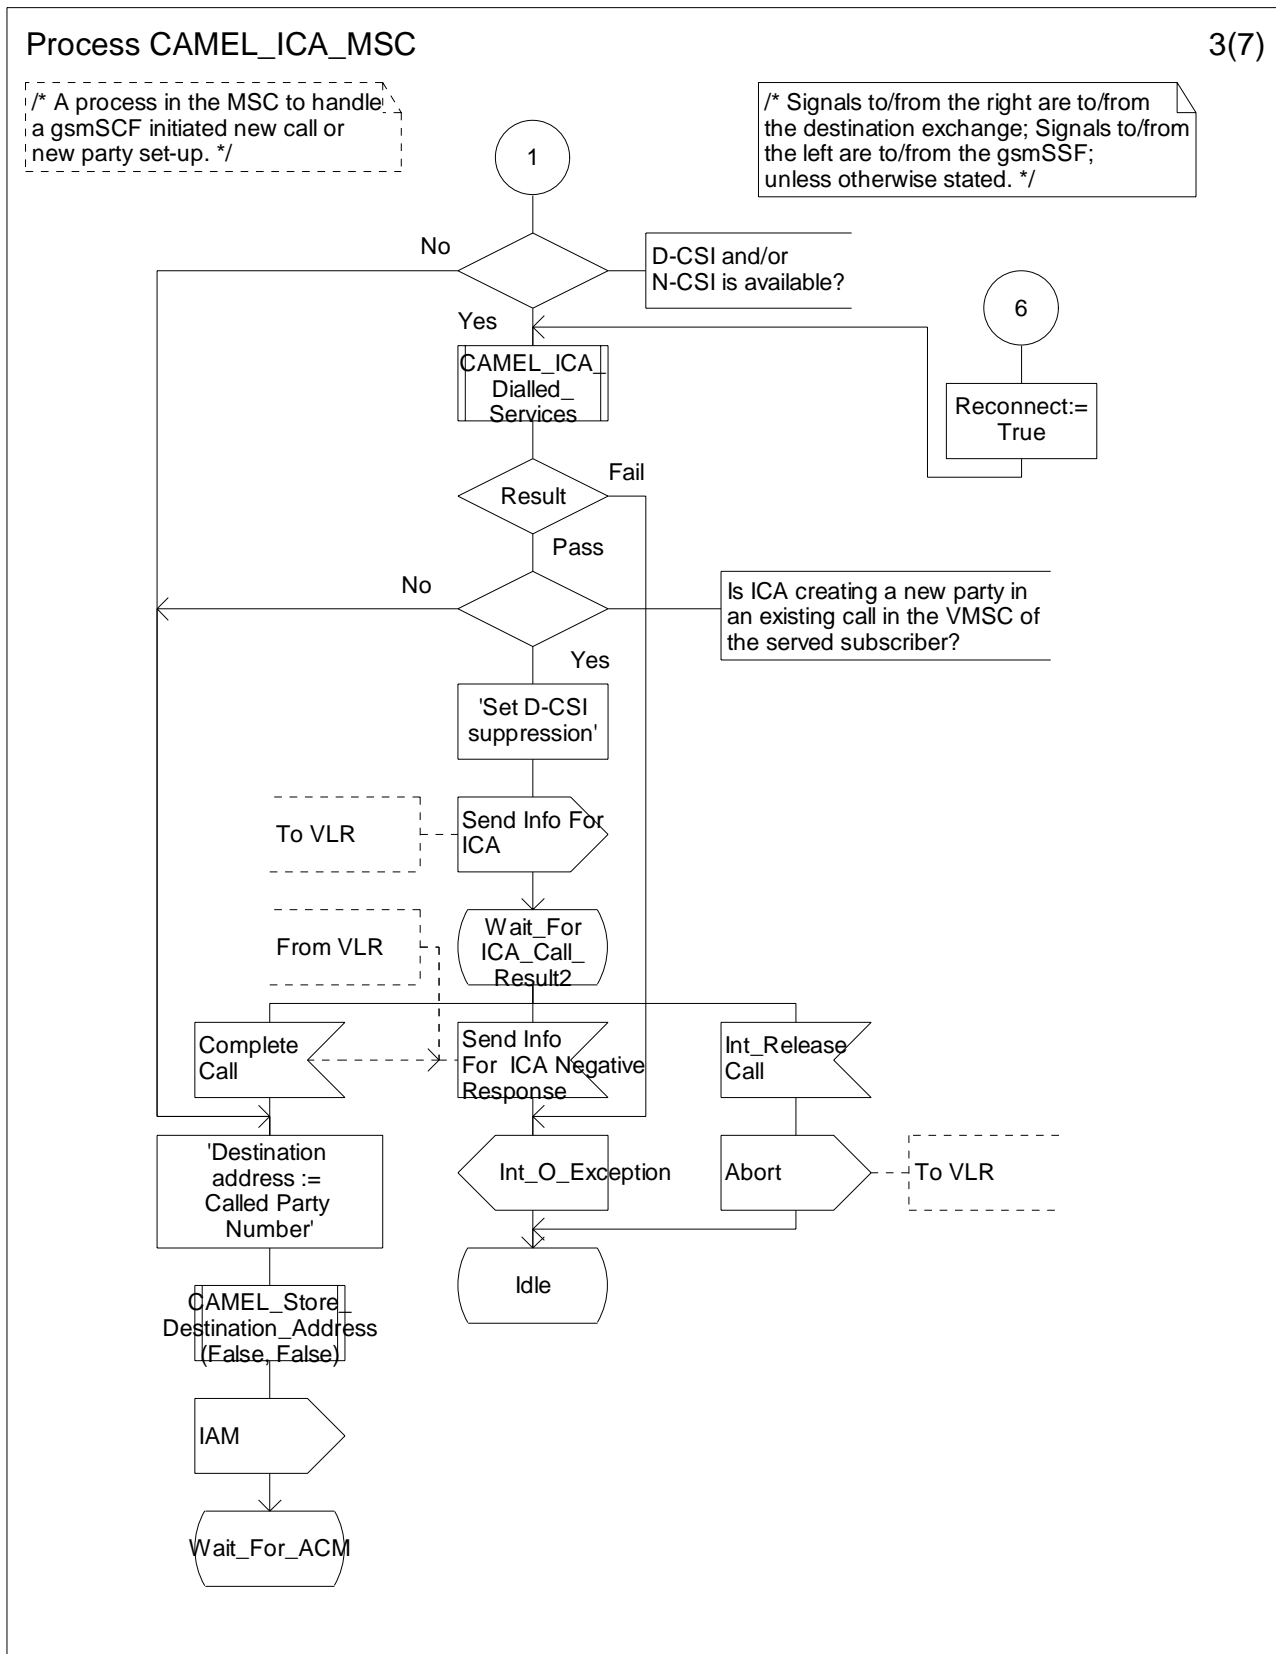 Process CAMEL_ICA_MSC
3(7)
/* A process in the MSC to handle
a gsmSCF initiated new call or
new party set-up. */
/* Signals to/from the right are to/from
the destination exchange; Signals to/from
the left are to/from the gsmSSF;
unless otherwise stated. */
1
No
D-CSI and/or
N-CSI is available?
Yes
6
CAMEL_ICA_
Dialled_
Services
Reconnect:=
True
Result
Fail
Pass
No
Is ICA creating a new party in
an existing call in the VMSC of
the served subscriber?
Yes
'Set D-CSI
suppression'
To VLR
Send Info For
ICA
From VLR
Wait_For
ICA_Call_
Result2
Complete
Call
Send Info
For ICA Negative
Response
Int_Release
Call
'Destination
address :=
Called Party
Number'
Int_O_Exception
Abort
To VLR
Idle
CAMEL_Store_
Destination_Address
(False, False)
IAM
Wait_For_ACM